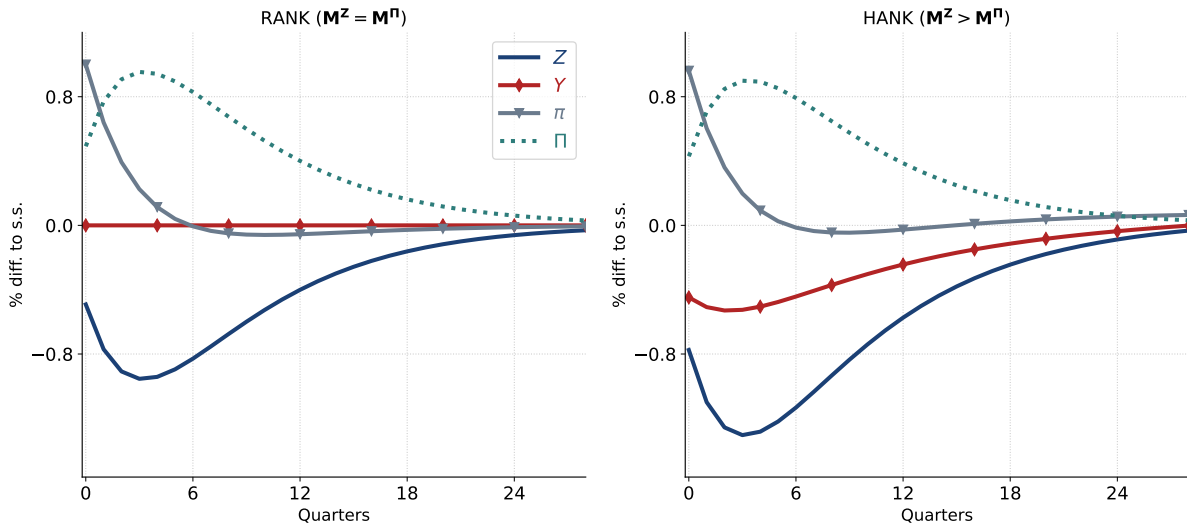 RANK (M^Z = M^Π)
% diff. to s.s.
0.8
0.0
−0.8
0 6 12 18 24
Quarters
Z
Y
π
Π
HANK (M^Z > M^Π)
% diff. to s.s.
0.8
0.0
−0.8
0 6 12 18 24
Quarters